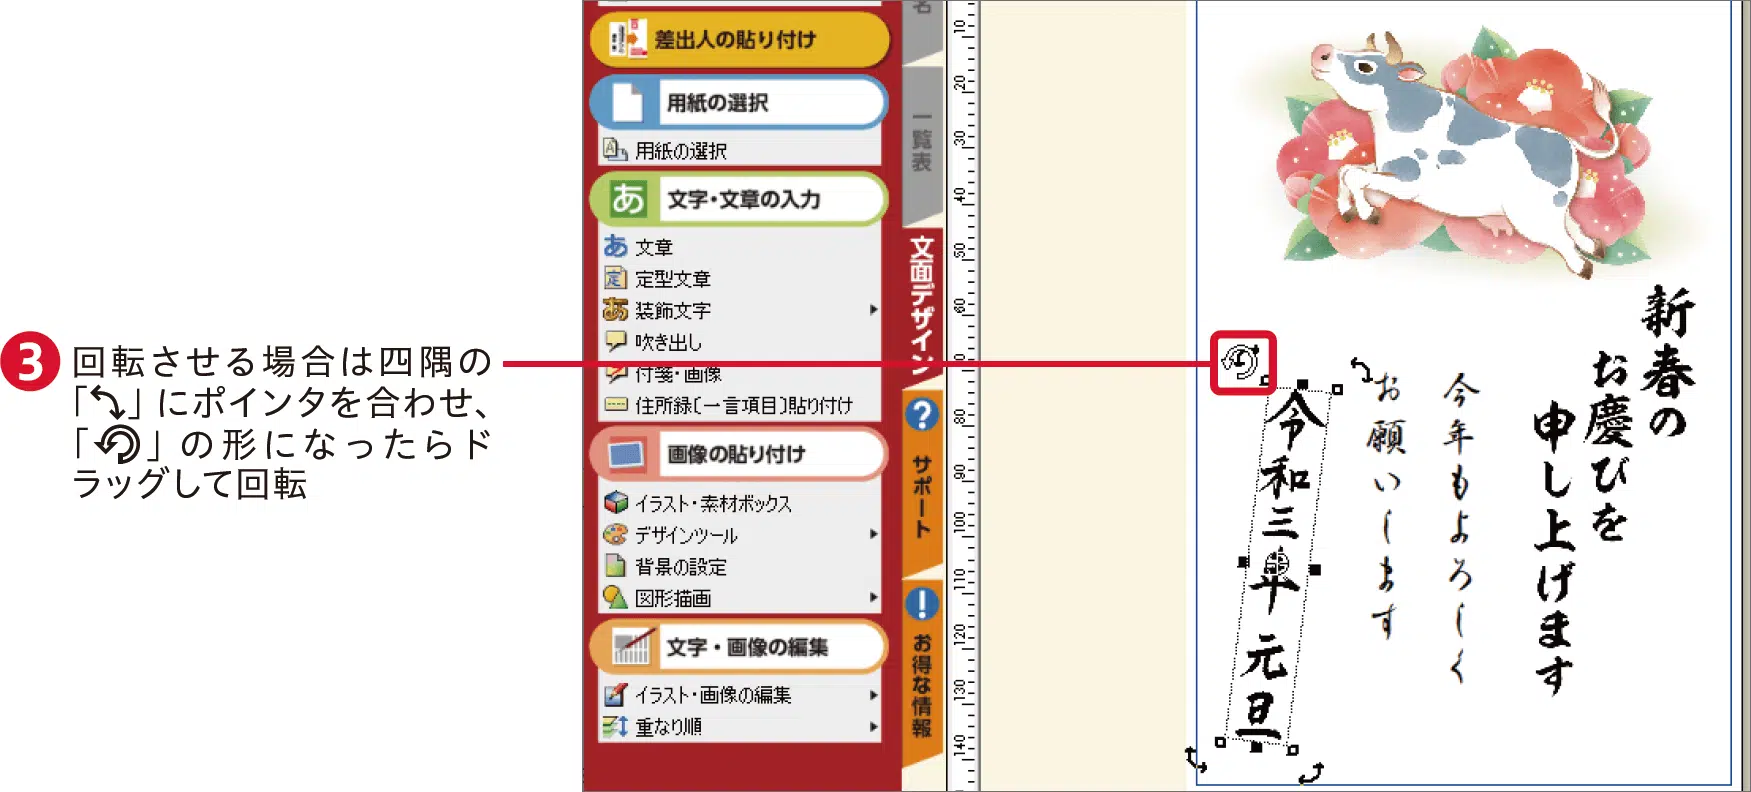 3 回転させる場合は四隅の
「⤵」にポインタを合わせ、
「」の形になったらド
ラッグして回転
差出人の貼り付け
用紙の選択
用紙の選択
あ 文字・文章の入力
あ 文章
定 定型文章
あ 装飾文字
吹き出し
付箋・画像
住所録〔一言項目〕貼り付け
画像の貼り付け
イラスト・素材ボックス
デザインツール
背景の設定
図形描画
文字・画像の編集
イラスト・画像の編集
重なり順
名
一覧表
文面デザイン
? サポート
! お得な情報
10
20
30
40
50
60
70
80
90
100
110
120
130
140
新春の
お慶びを
申し上げます
今年もよろしく
お願いします
令和三年 元旦